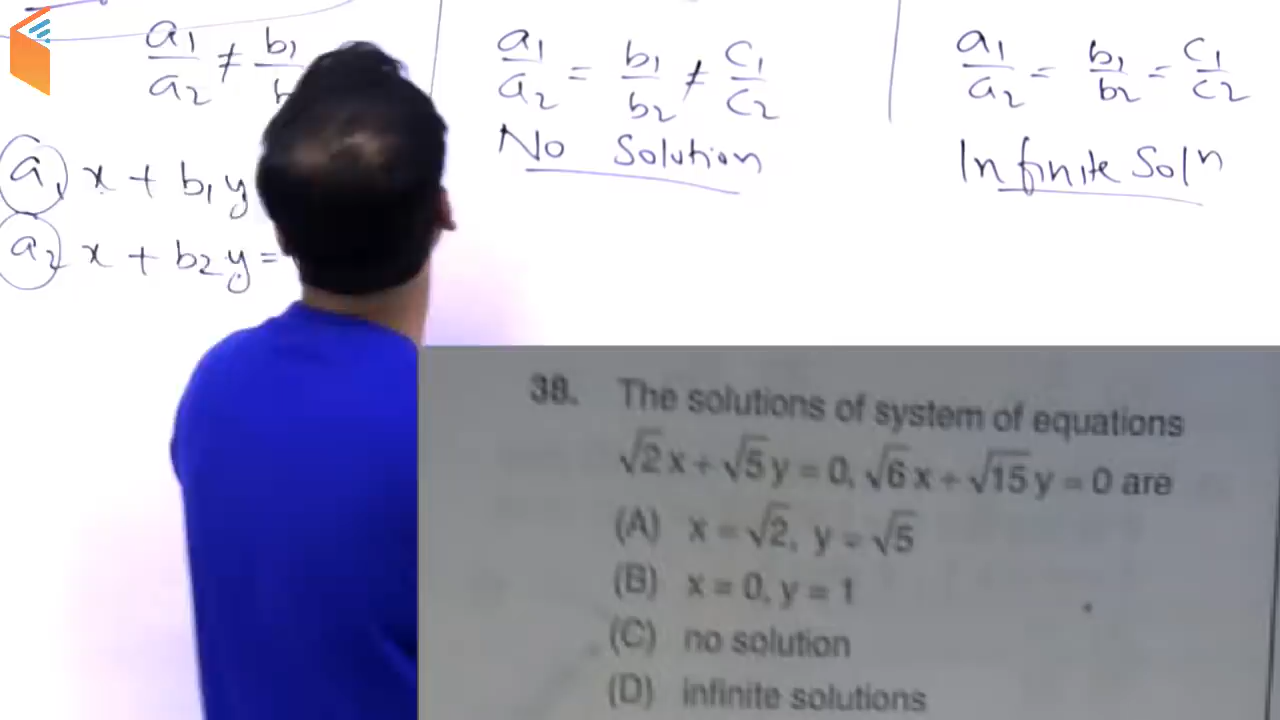 a₁/a₂ ≠ b₁/b
a₁/a₂ = b₁/b₂ ≠ c₁/c₂
No Solution
a₁/a₂ = b₁/b₂ = c₁/c₂
Infinite Solⁿ
a₁ x + b₁y
a₂ x + b₂y =
38. The solutions of system of equations
√2x + √5y = 0, √6x + √15y = 0 are
(A) x = √2, y = √5
(B) x = 0, y = 1
(C) no solution
(D) infinite solutions